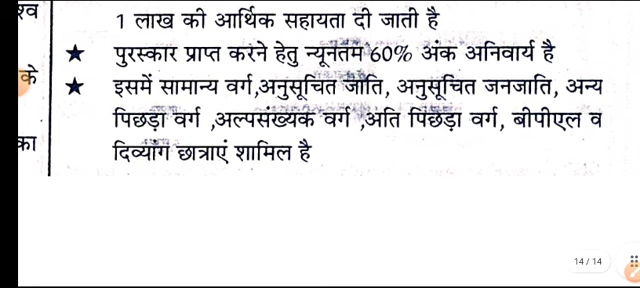 श्व
1 लाख की आर्थिक सहायता दी जाती है
★ पुरस्कार प्राप्त करने हेतु न्यूनतम 60% अंक अनिवार्य है
के
★ इसमें सामान्य वर्ग,अनुसूचित जाति, अनुसूचित जनजाति, अन्य
पिछड़ा वर्ग ,अल्पसंख्यक वर्ग ,अति पिछड़ा वर्ग, बीपीएल व
का
दिव्यांग छात्राएं शामिल है
14 / 14